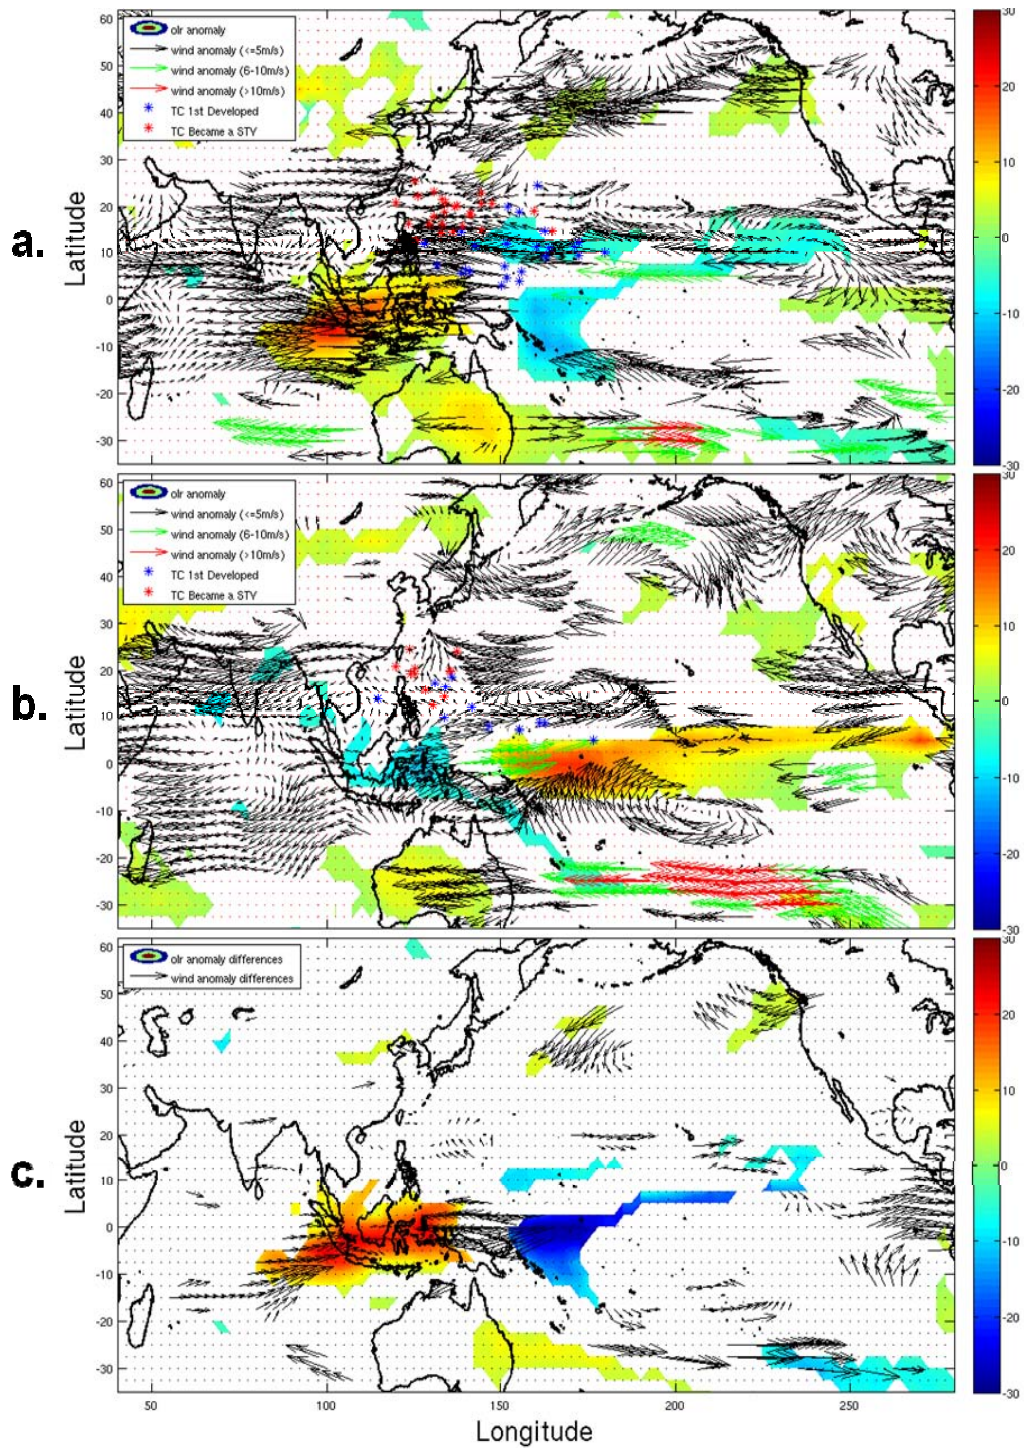 a.
Latitude
60
50
40
30
20
10
0
-10
-20
-30
olr anomaly
wind anomaly (<=5m/s)
wind anomaly (6-10m/s)
wind anomaly (>10m/s)
TC 1st Developed
TC Became a STY
30
20
10
0
-10
-20
-30
b.
Latitude
60
50
40
30
20
10
0
-10
-20
-30
olr anomaly
wind anomaly (<=5m/s)
wind anomaly (6-10m/s)
wind anomaly (>10m/s)
TC 1st Developed
TC Became a STY
30
20
10
0
-10
-20
-30
c.
Latitude
60
50
40
30
20
10
0
-10
-20
-30
olr anomaly differences
wind anomaly differences
30
20
10
0
-10
-20
-30
50 100 150 200 250
Longitude